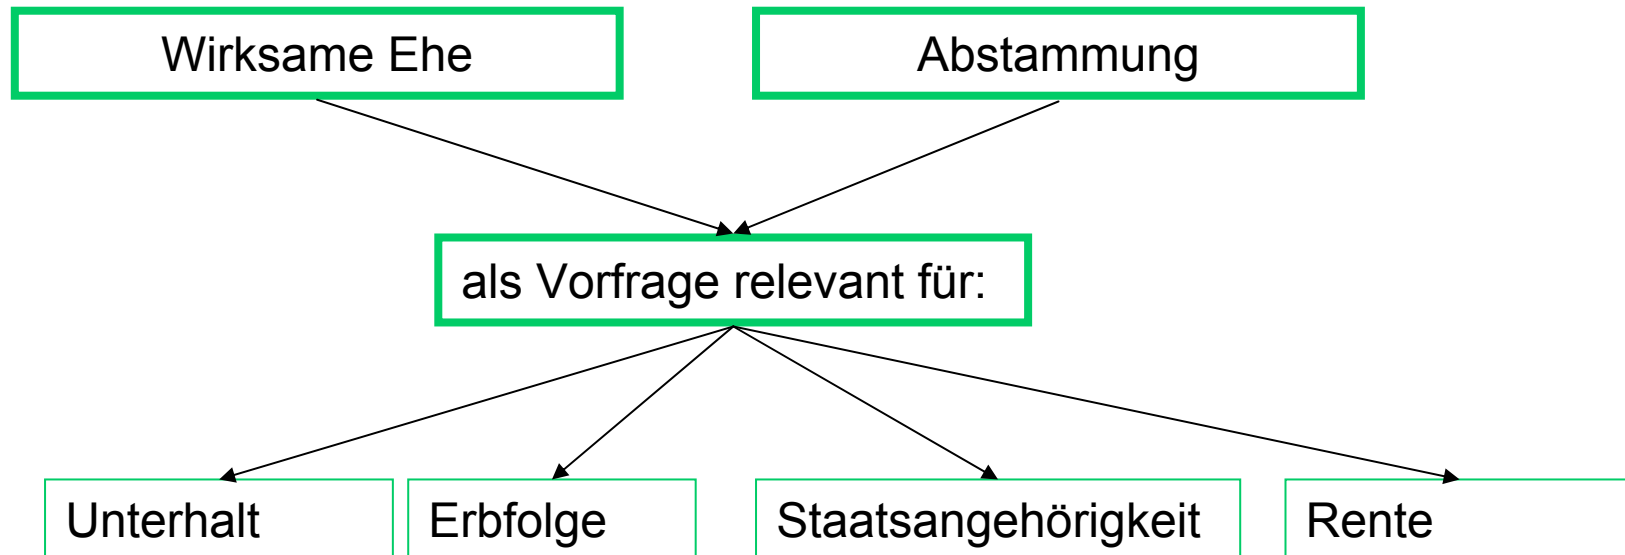 Wirksame Ehe
Abstammung
als Vorfrage relevant für:
Unterhalt
Erbfolge
Staatsangehörigkeit
Rente